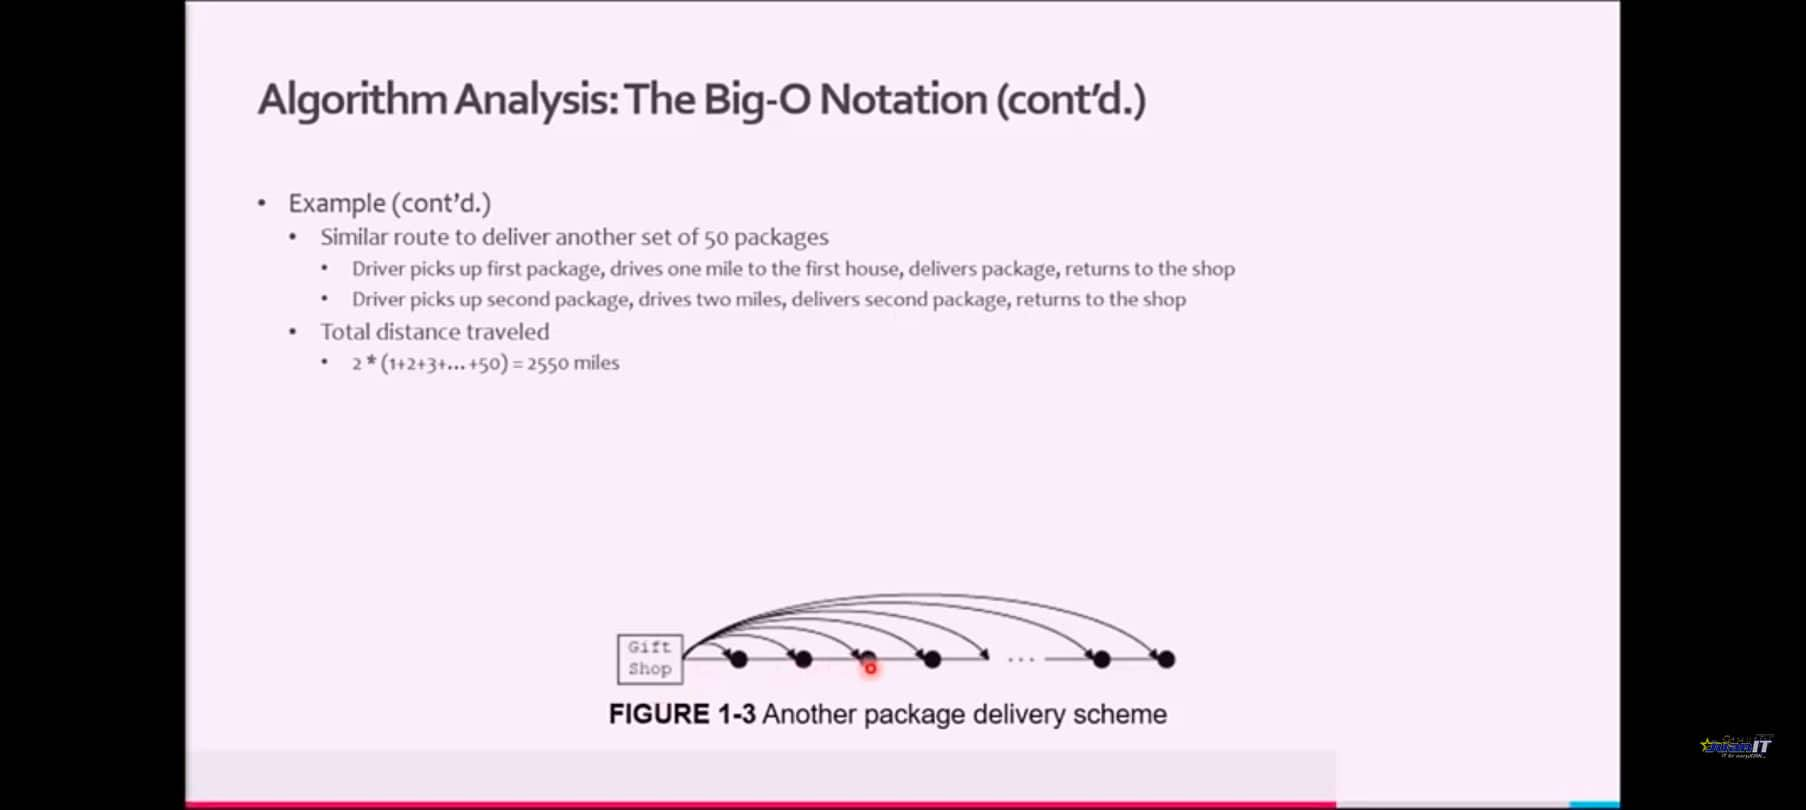 Algorithm Analysis: The Big-O Notation (cont’d.)
• Example (cont’d.)
• Similar route to deliver another set of 50 packages
• Driver picks up first package, drives one mile to the first house, delivers package, returns to the shop
• Driver picks up second package, drives two miles, delivers second package, returns to the shop
• Total distance traveled
• 2 * (1+2+3+... +50) = 2550 miles
Gift
Shop
...
FIGURE 1-3 Another package delivery scheme
IT